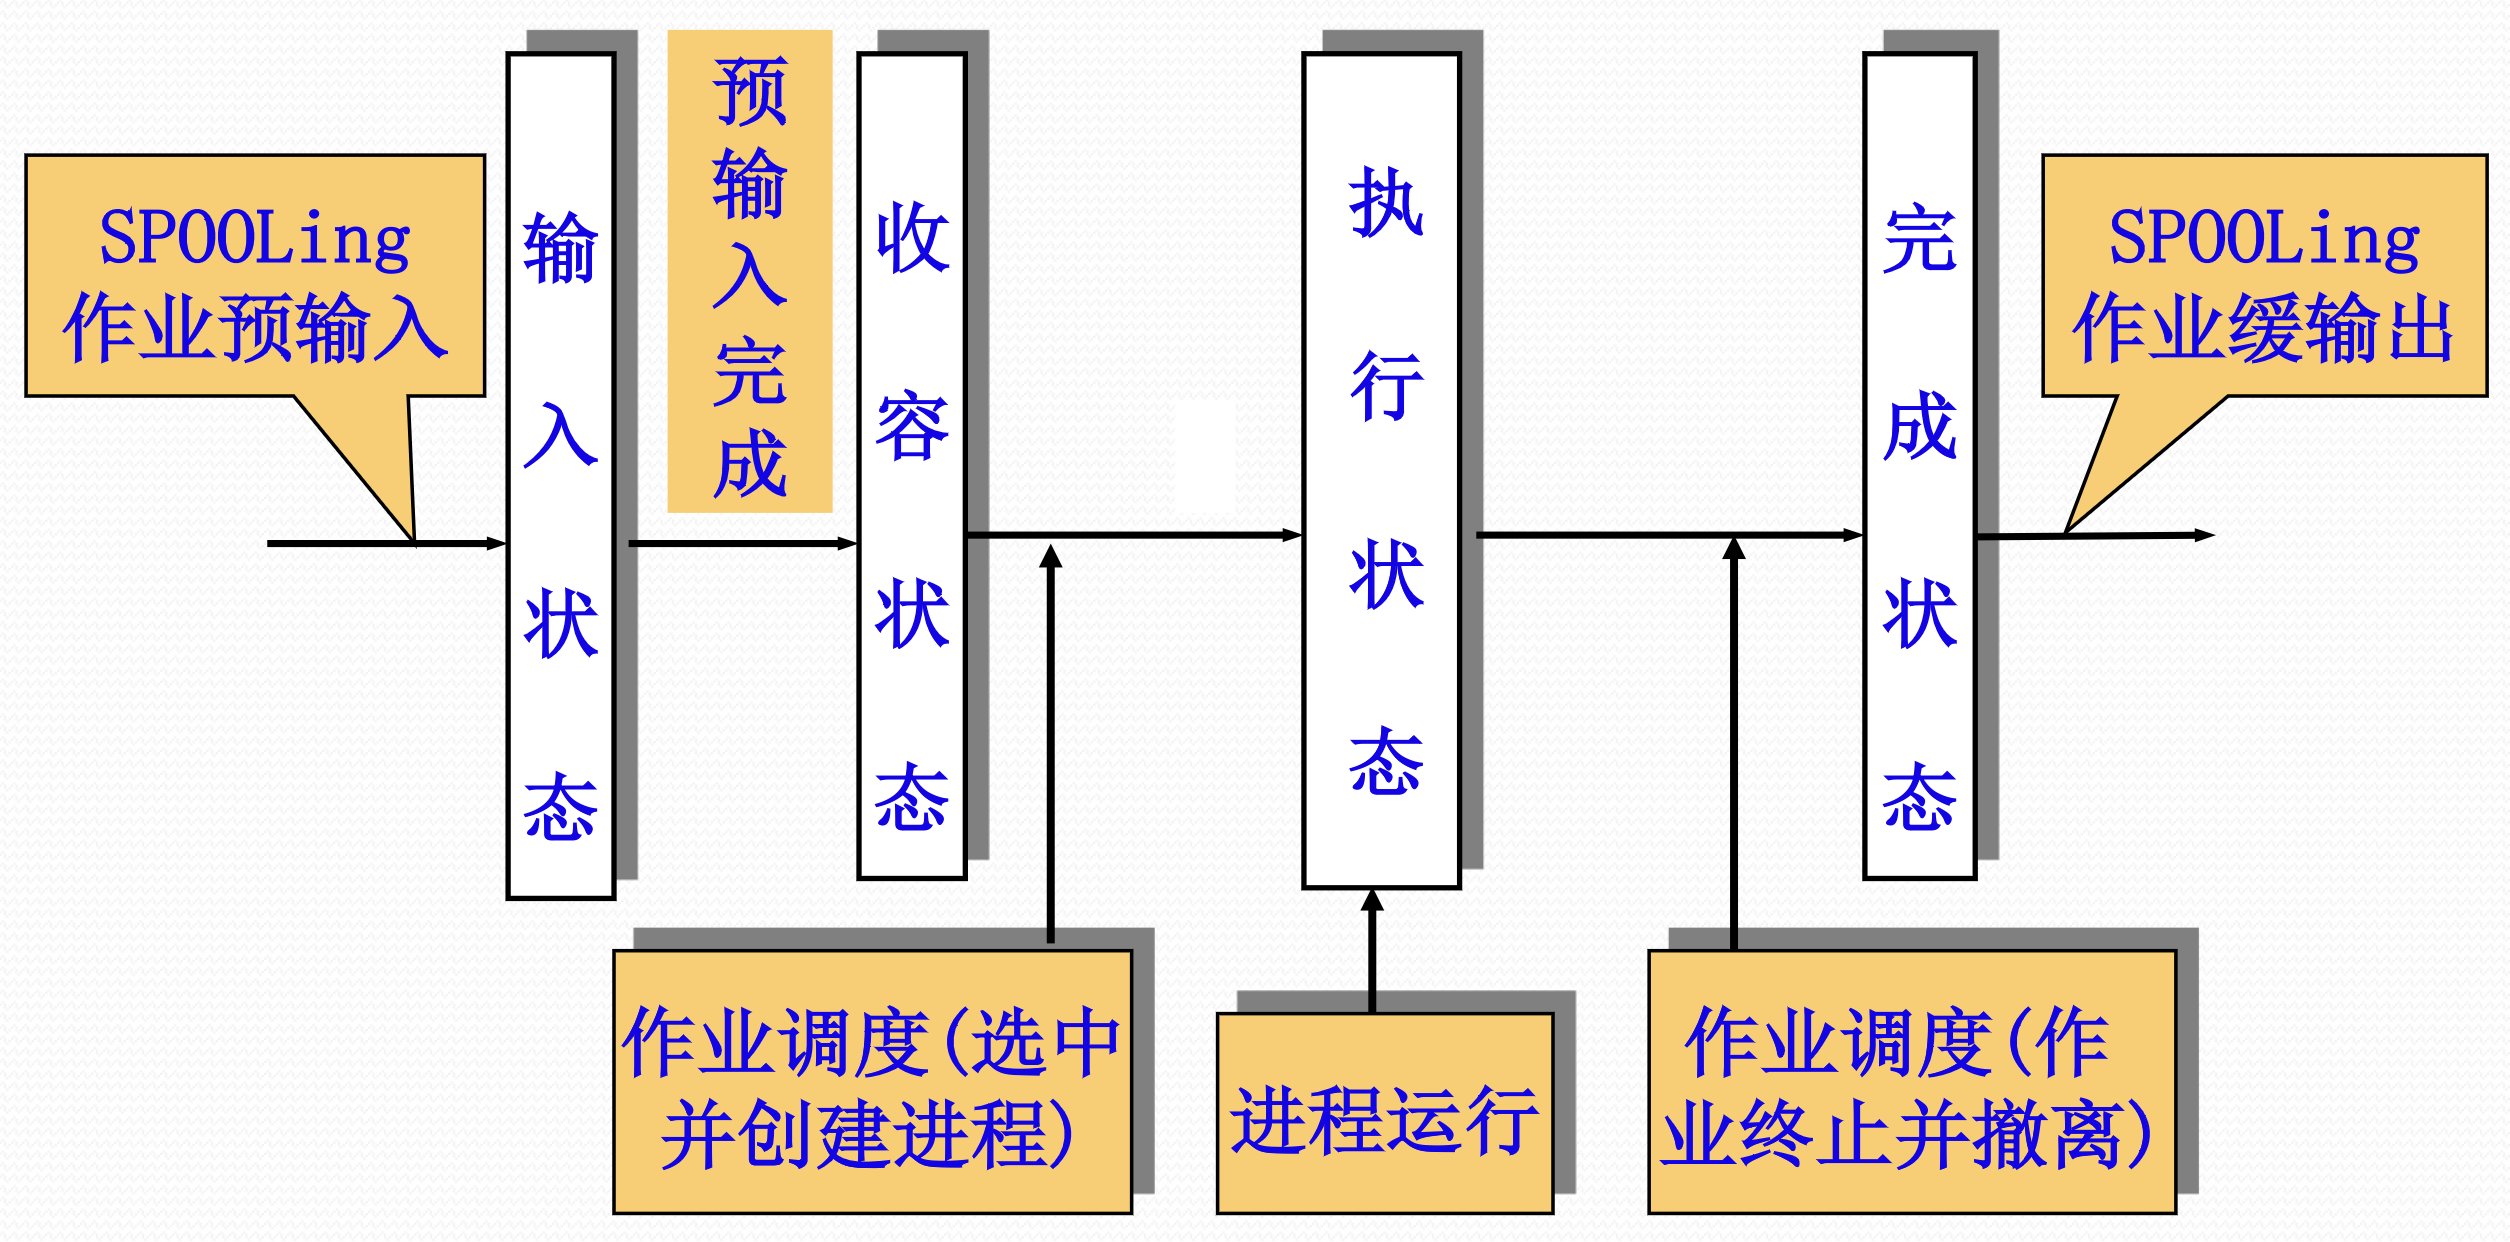 SPOOLing
作业预输入
输入状态
预输入完成
收容状态
执行状态
完成状态
SPOOLing
作业缓输出
作业调度(选中
并创建进程)
进程运行
作业调度(作
业终止并撤离)